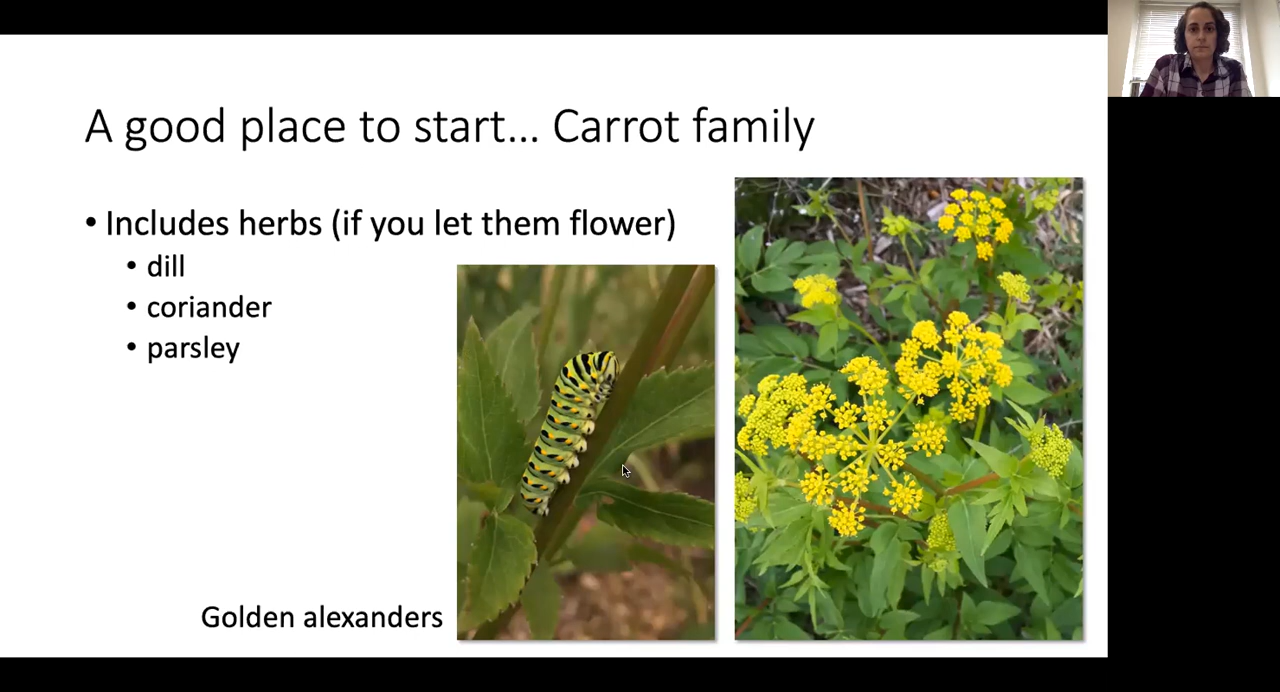 A good place to start... Carrot family
• Includes herbs (if you let them flower)
• dill
• coriander
• parsley
Golden alexanders